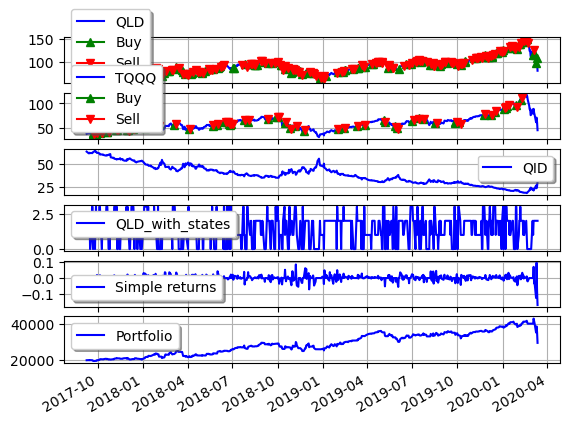 QLD
Buy
Sell
150
100
TQQQ
Buy
Sell
100
50
QID
50
25
QLD_with_states
2.5
0.0
Simple returns
0.1
0.0
−0.1
Portfolio
40000
20000
2017-10
2018-01
2018-04
2018-07
2018-10
2019-01
2019-04
2019-07
2019-10
2020-01
2020-04